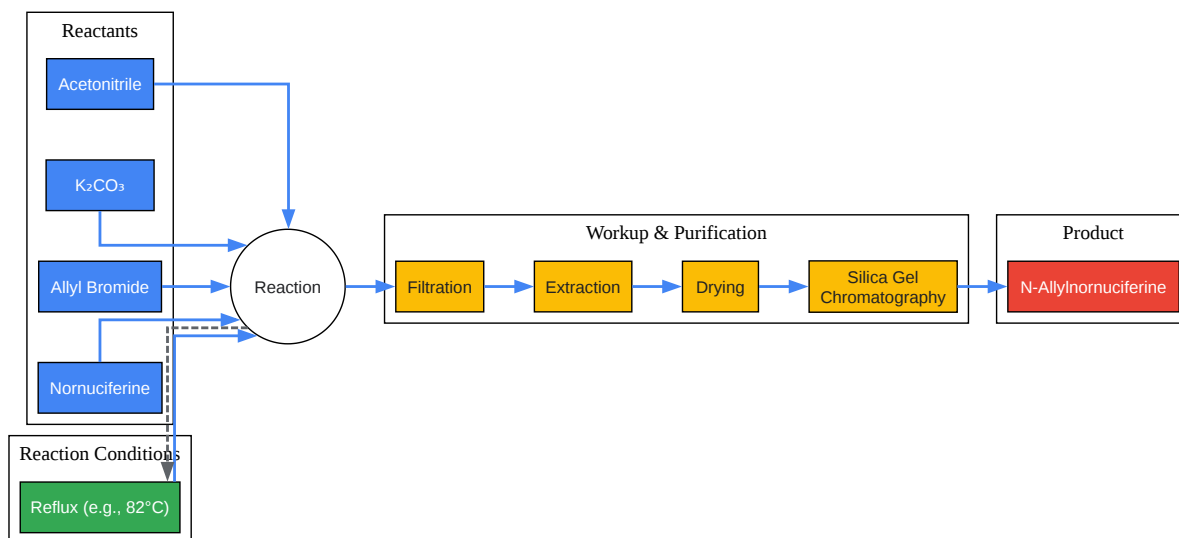 Reactants
Acetonitrile
K₂CO₃
Allyl Bromide
Nornuciferine
Reaction Conditions
Reflux (e.g., 82°C)
Reaction
Workup & Purification
Filtration
Extraction
Drying
Silica Gel
Chromatography
Product
N-Allylnornuciferine